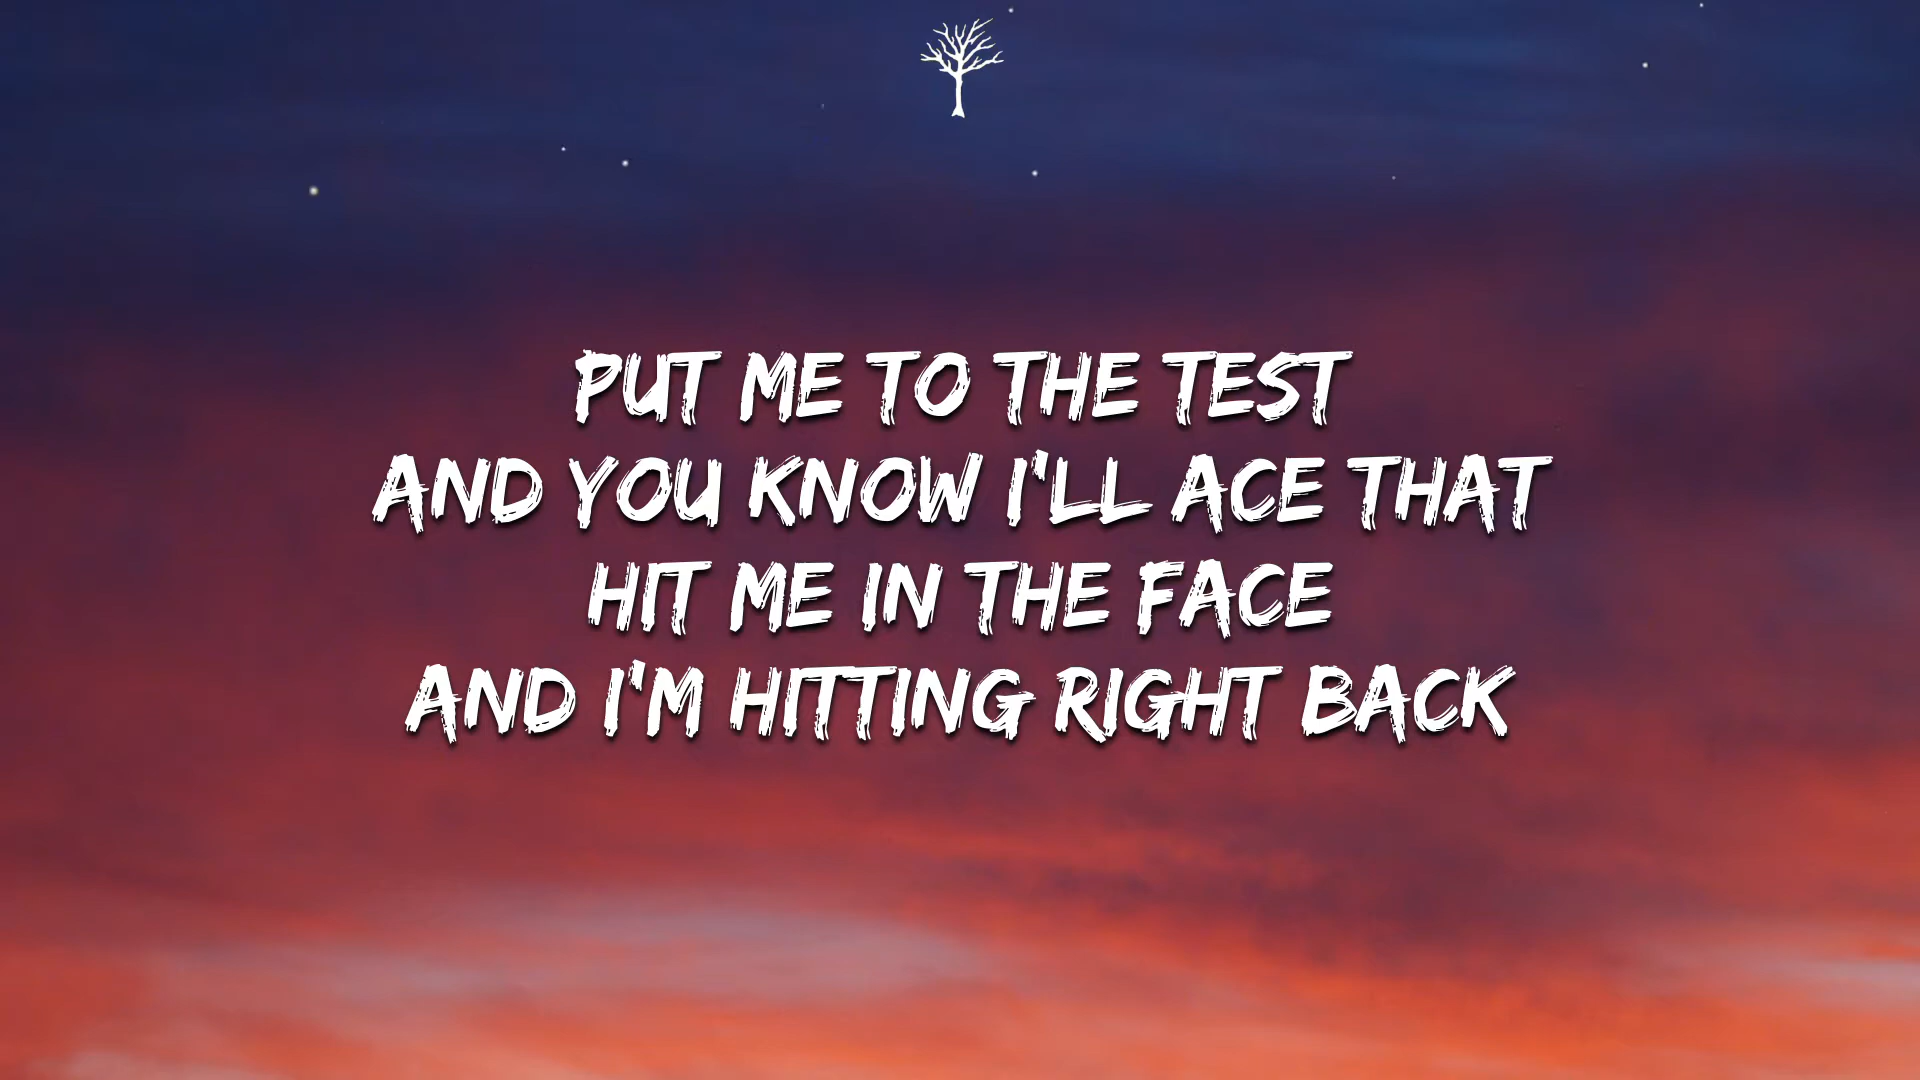 PUT ME TO THE TEST
AND YOU KNOW I'LL ACE THAT
HIT ME IN THE FACE
AND I'M HITTING RIGHT BACK